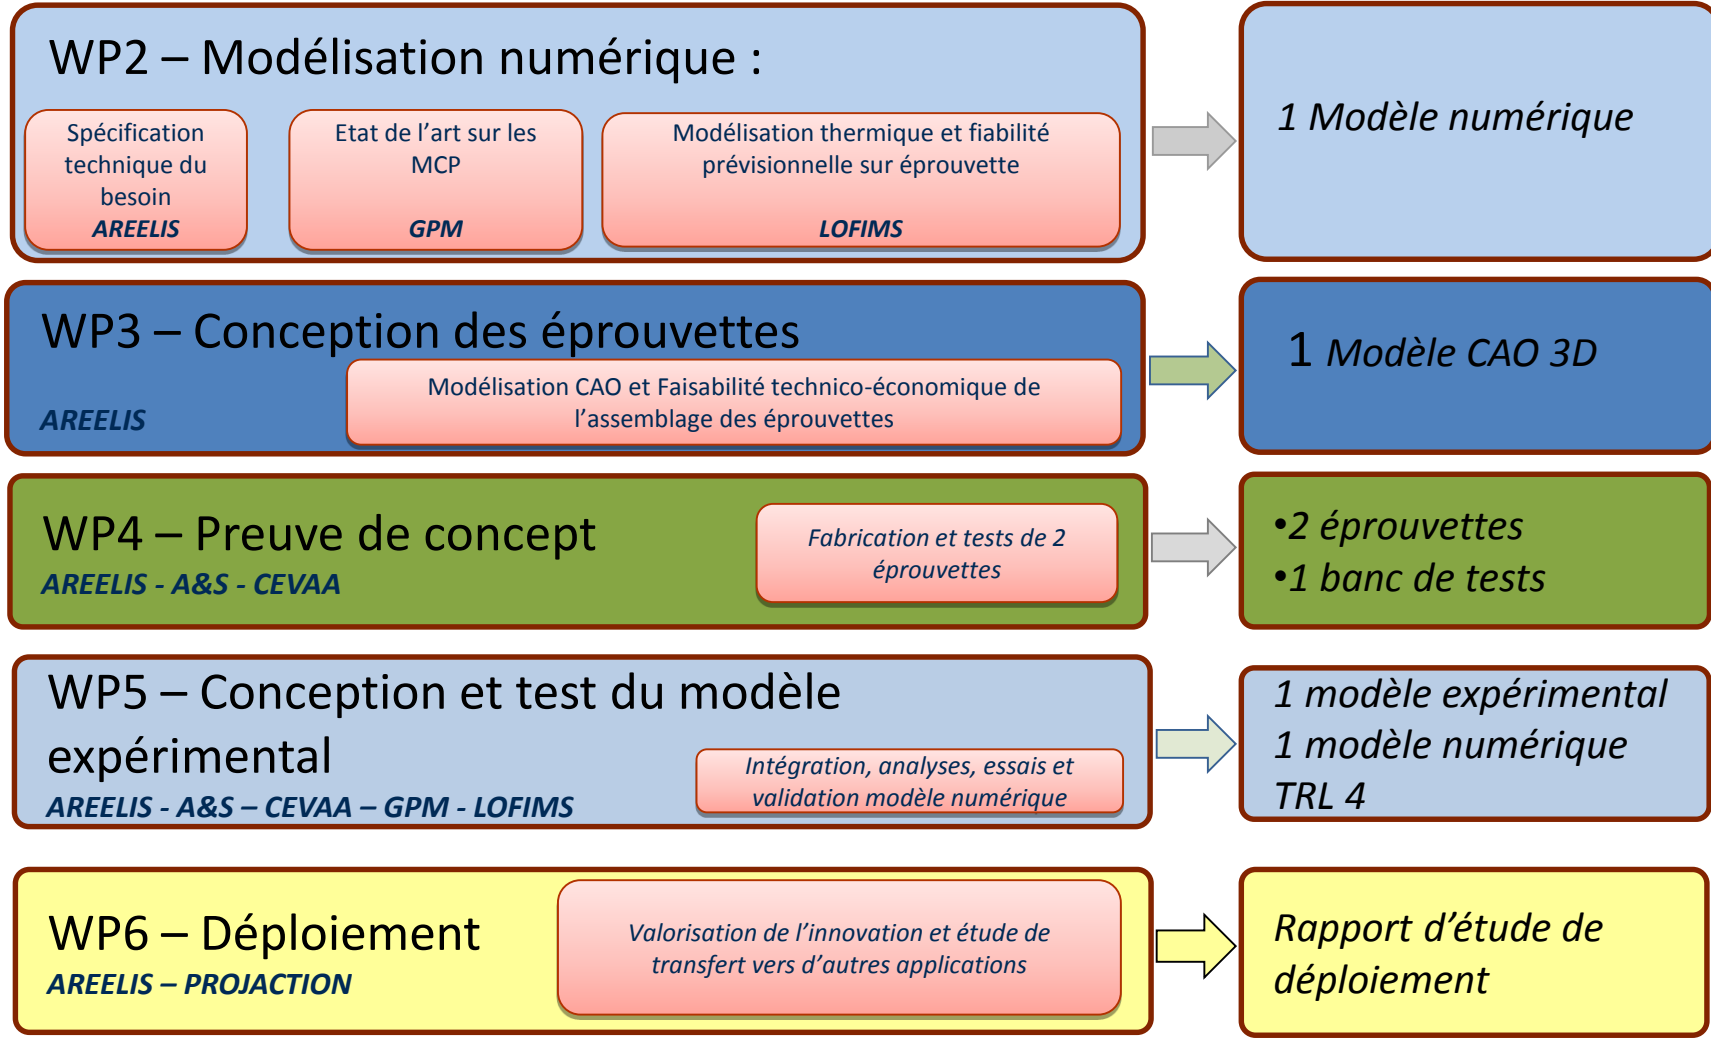 WP2 – Modélisation numérique :
Spécification
technique du
besoin
AREELIS
Etat de l’art sur les
MCP
GPM
Modélisation thermique et fiabilité
prévisionnelle sur éprouvette
LOFIMS
1 Modèle numérique
WP3 – Conception des éprouvettes
AREELIS
Modélisation CAO et Faisabilité technico-économique de
l’assemblage des éprouvettes
1 Modèle CAO 3D
WP4 – Preuve de concept
AREELIS - A&S - CEVAA
Fabrication et tests de 2
éprouvettes
•2 éprouvettes
•1 banc de tests
WP5 – Conception et test du modèle
expérimental
AREELIS - A&S – CEVAA – GPM - LOFIMS
Intégration, analyses, essais et
validation modèle numérique
1 modèle expérimental
1 modèle numérique
TRL 4
WP6 – Déploiement
AREELIS – PROJACTION
Valorisation de l’innovation et étude de
transfert vers d’autres applications
Rapport d’étude de
déploiement